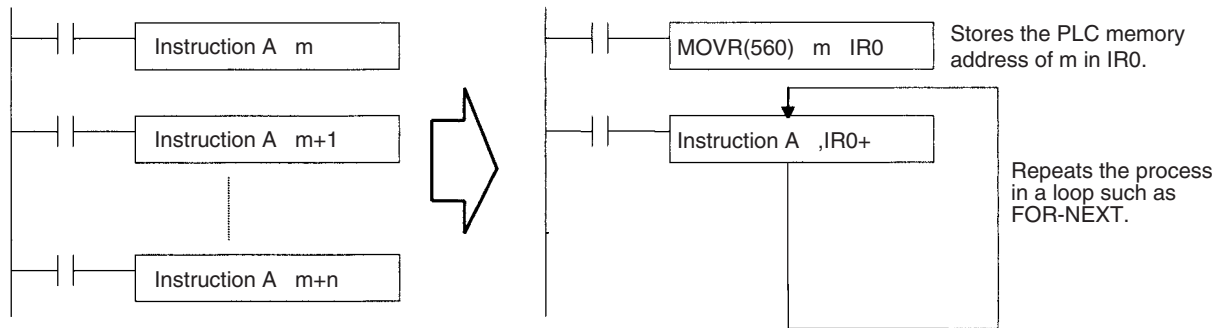 Instruction A m
Instruction A m+1
Instruction A m+n
MOVR(560) m IR0
Stores the PLC memory
address of m in IR0.
Instruction A ,IR0+
Repeats the process
in a loop such as
FOR-NEXT.